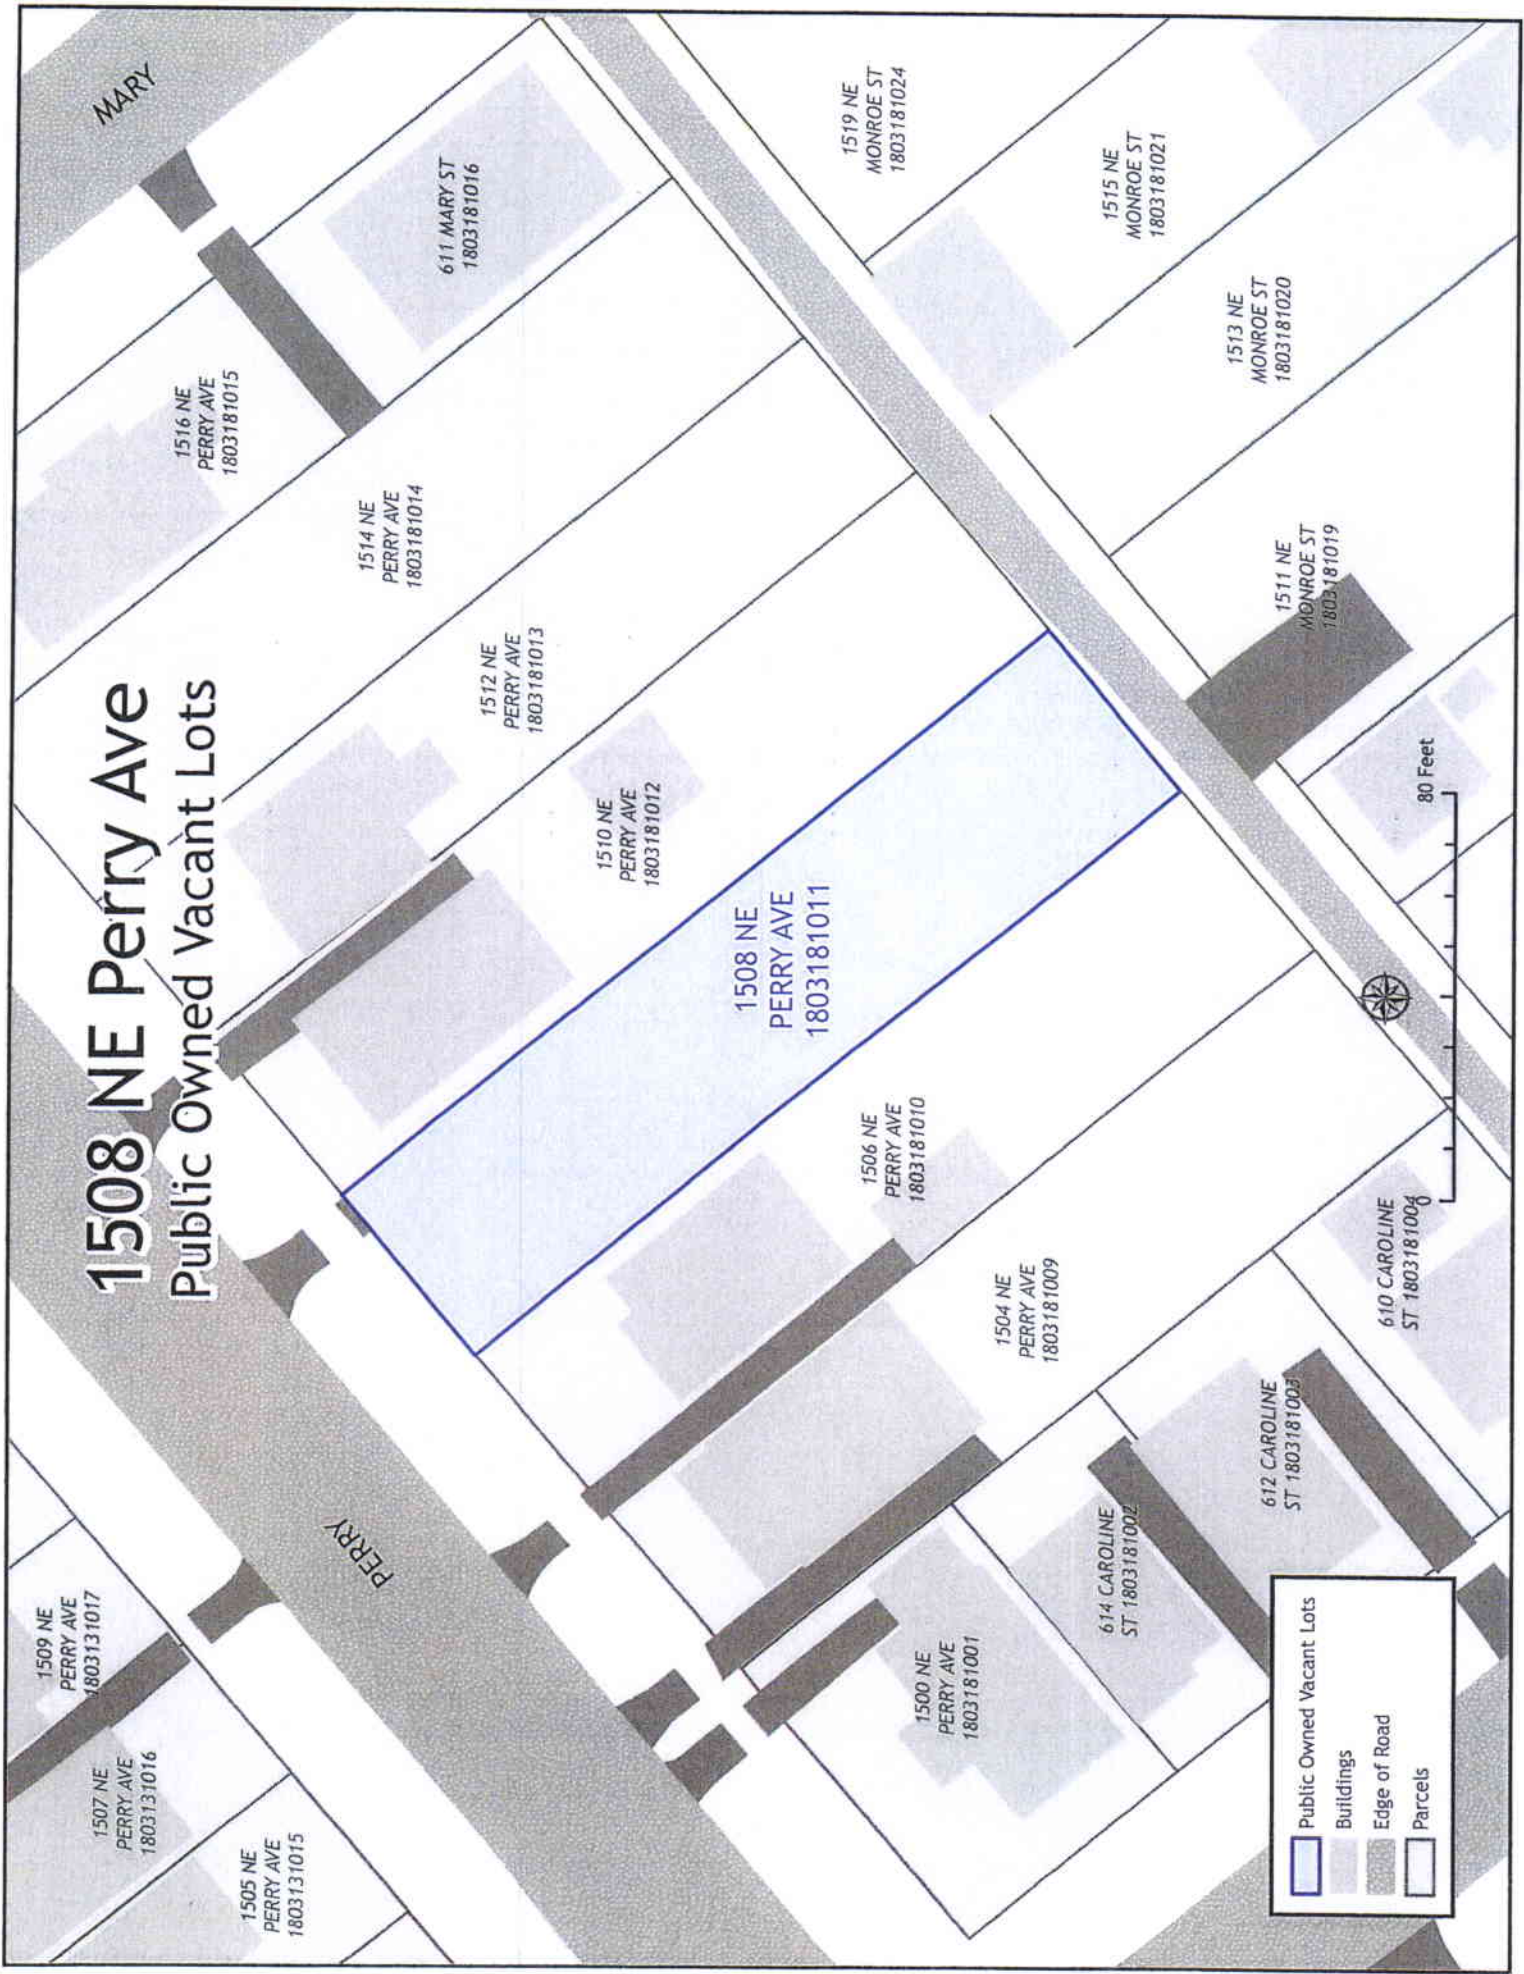 1508 NE Perry Ave
Public Owned Vacant Lots
MARY
PERRY
1509 NE
PERRY AVE
1803131017
1507 NE
PERRY AVE
1803131016
1505 NE
PERRY AVE
1803131015
1516 NE
PERRY AVE
1803181015
611 MARY ST
1803181016
1514 NE
PERRY AVE
1803181014
1512 NE
PERRY AVE
1803181013
1510 NE
PERRY AVE
1803181012
1508 NE
PERRY AVE
1803181011
1506 NE
PERRY AVE
1803181010
1504 NE
PERRY AVE
1803181009
1500 NE
PERRY AVE
1803181001
614 CAROLINE
ST 1803181002
612 CAROLINE
ST 1803181003
610 CAROLINE
ST 1803181004
1519 NE
MONROE ST
1803181024
1515 NE
MONROE ST
1803181021
1513 NE
MONROE ST
1803181020
1511 NE
MONROE ST
1803181019
0
80 Feet
Public Owned Vacant Lots
Buildings
Edge of Road
Parcels